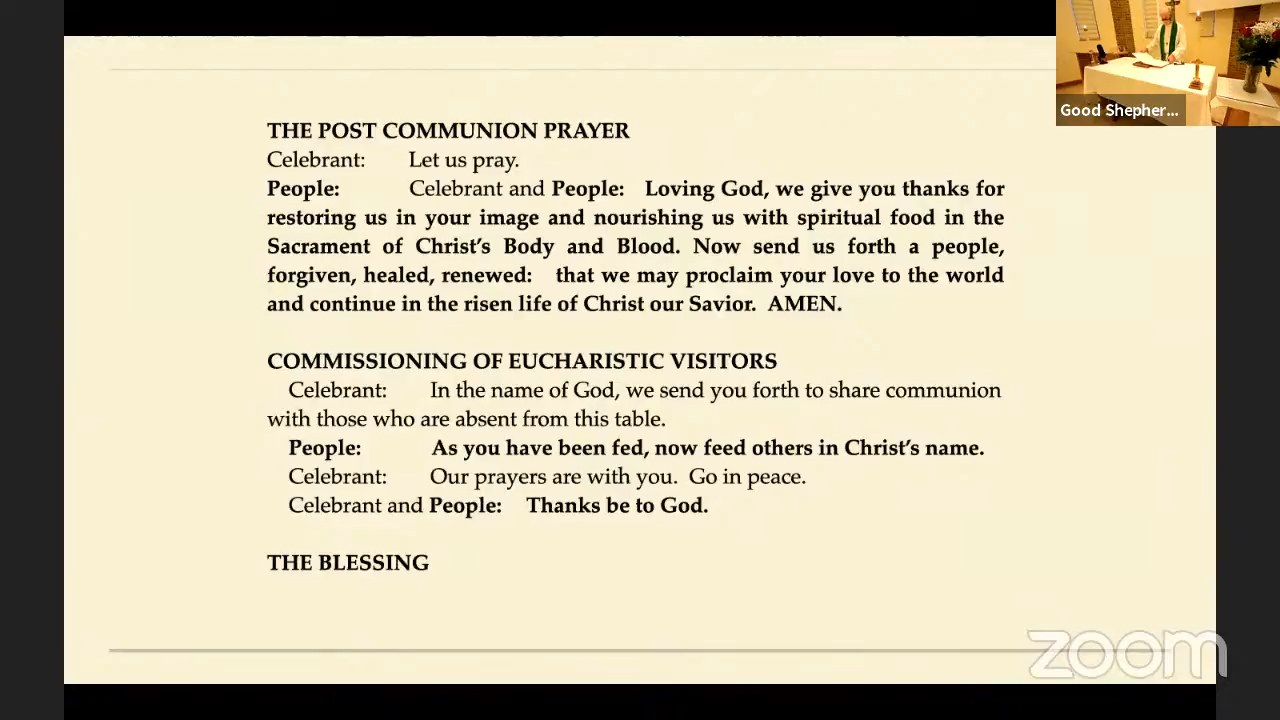 Good Shepher...
THE POST COMMUNION PRAYER
Celebrant: Let us pray.
People: Celebrant and People: Loving God, we give you thanks for
restoring us in your image and nourishing us with spiritual food in the
Sacrament of Christ's Body and Blood. Now send us forth a people,
forgiven, healed, renewed: that we may proclaim your love to the world
and continue in the risen life of Christ our Savior. AMEN.
COMMISSIONING OF EUCHARISTIC VISITORS
Celebrant: In the name of God, we send you forth to share communion
with those who are absent from this table.
People: As you have been fed, now feed others in Christ's name.
Celebrant: Our prayers are with you. Go in peace.
Celebrant and People: Thanks be to God.
THE BLESSING
zoom